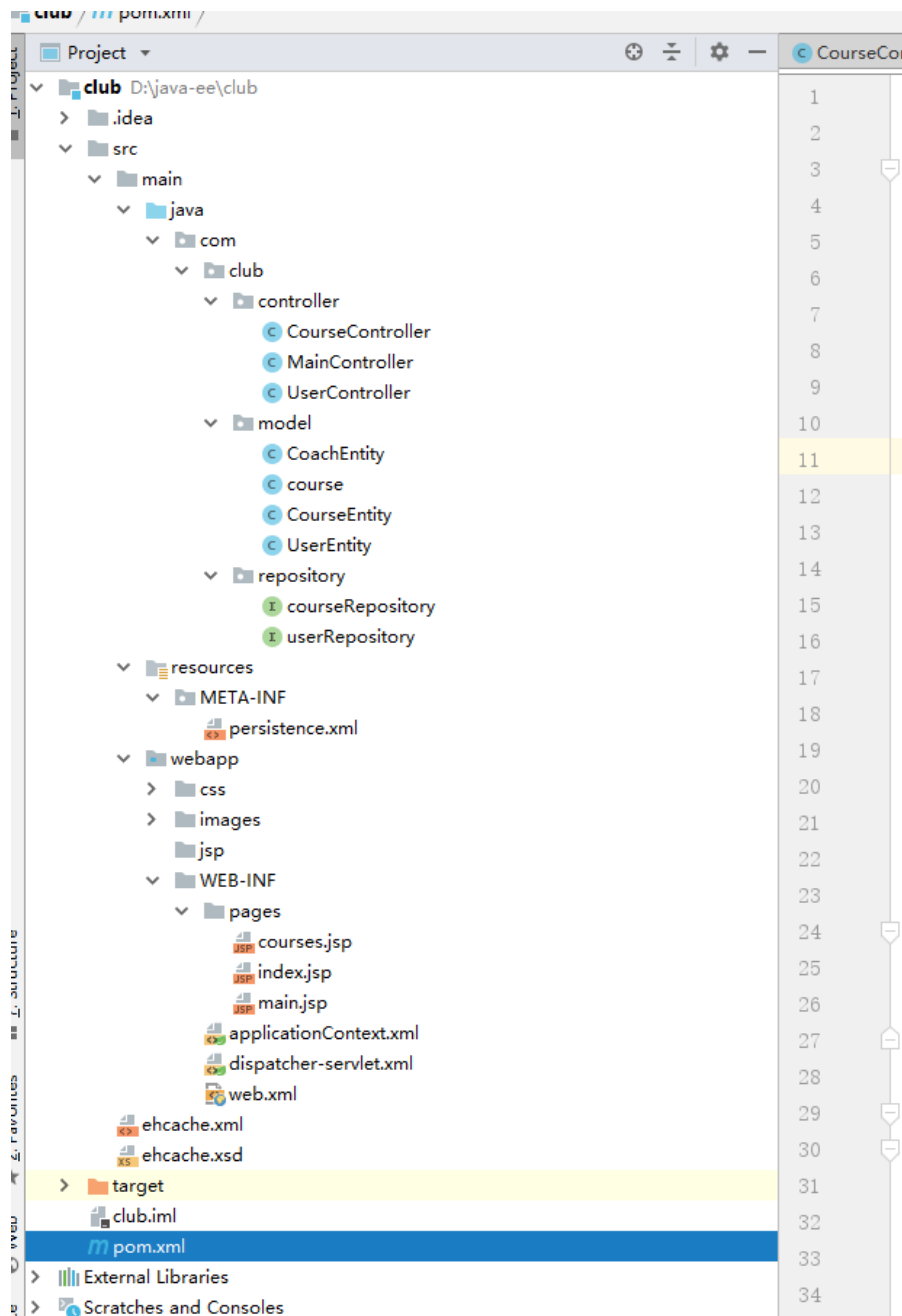 club / m pom.xml /
Project
CourseCo
club D:\java-ee\club
.idea
src
main
java
com
club
controller
CourseController
MainController
UserController
model
CoachEntity
course
CourseEntity
UserEntity
repository
courseRepository
userRepository
resources
META-INF
persistence.xml
webapp
css
images
jsp
WEB-INF
pages
courses.jsp
index.jsp
main.jsp
applicationContext.xml
dispatcher-servlet.xml
web.xml
ehcache.xml
ehcache.xsd
target
club.iml
pom.xml
External Libraries
Scratches and Consoles
1
2
3
4
5
6
7
8
9
10
11
12
13
14
15
16
17
18
19
20
21
22
23
24
25
26
27
28
29
30
31
32
33
34